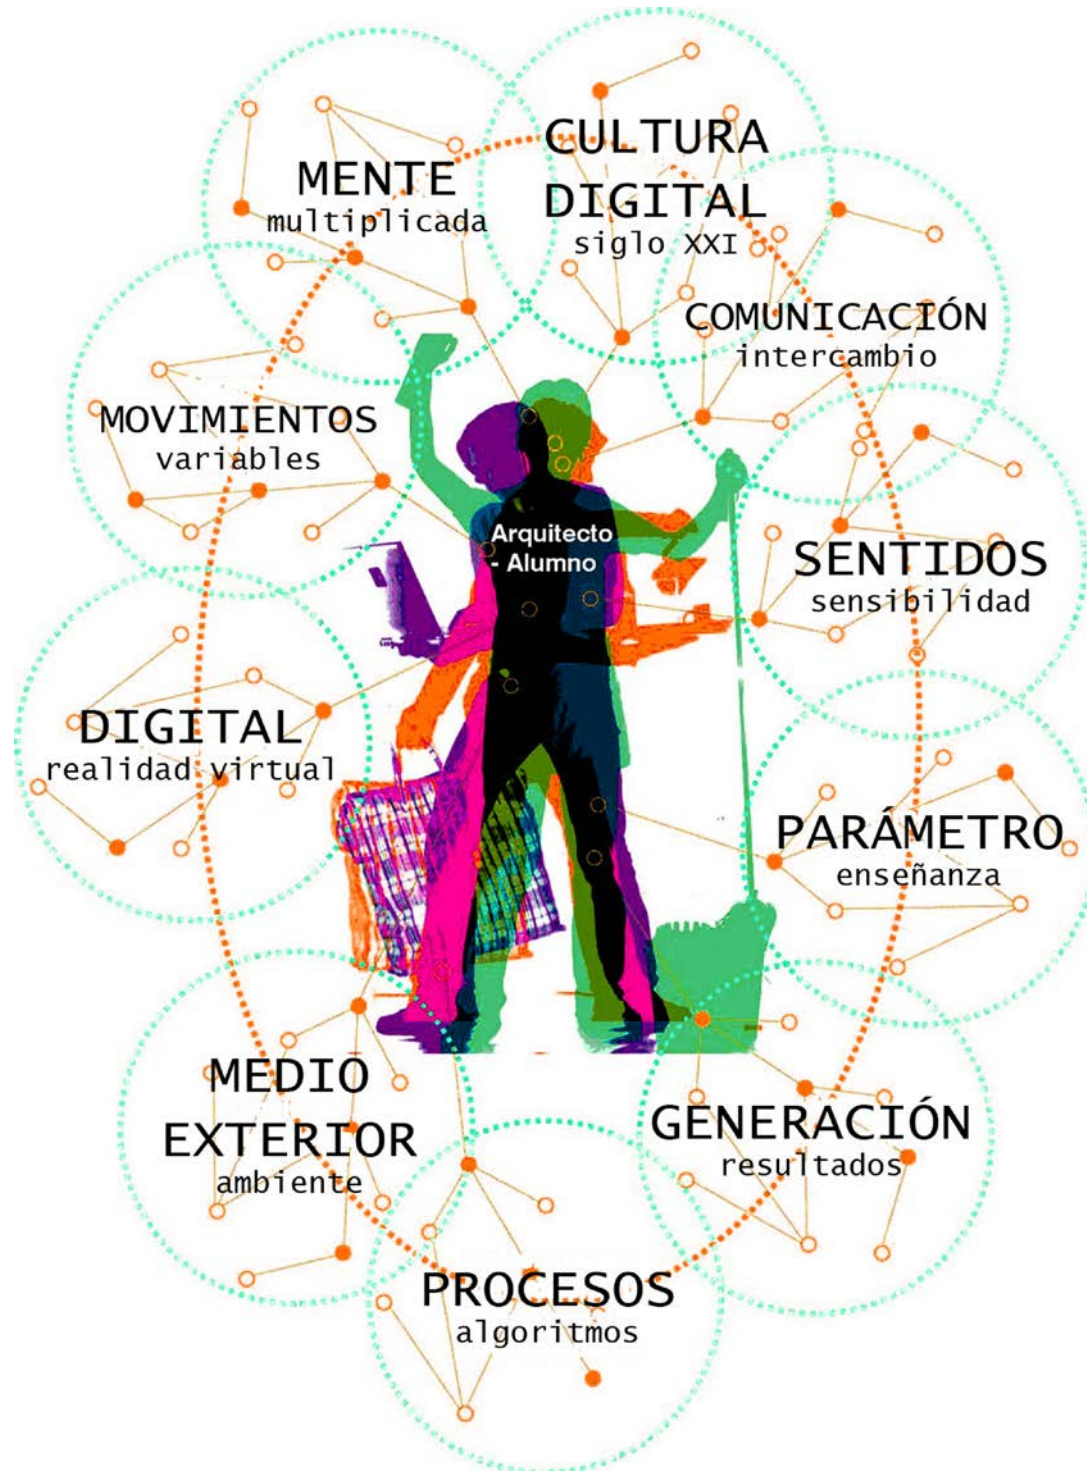 CULTURA
DIGITAL
siglo XXI
MENTE
multiplicada
COMUNICACIÓN
intercambio
MOVIMIENTOS
variables
Arquitecto
- Alumno
SENTIDOS
sensibilidad
DIGITAL
realidad virtual
PARÁMETRO
enseñanza
MEDIO
EXTERIOR
ambiente
GENERACIÓN
resultados
PROCESOS
algoritmos